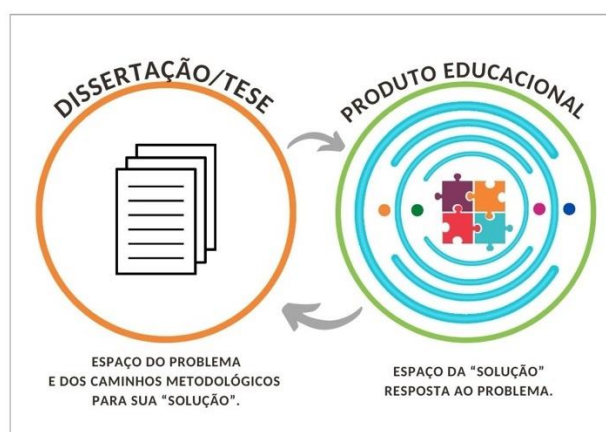 DISSERTAÇÃO/TESE
PRODUTO EDUCACIONAL
ESPAÇO DO PROBLEMA
E DOS CAMINHOS METODOLÓGICOS
PARA SUA “SOLUÇÃO”.
ESPAÇO DA “SOLUÇÃO”
RESPOSTA AO PROBLEMA.